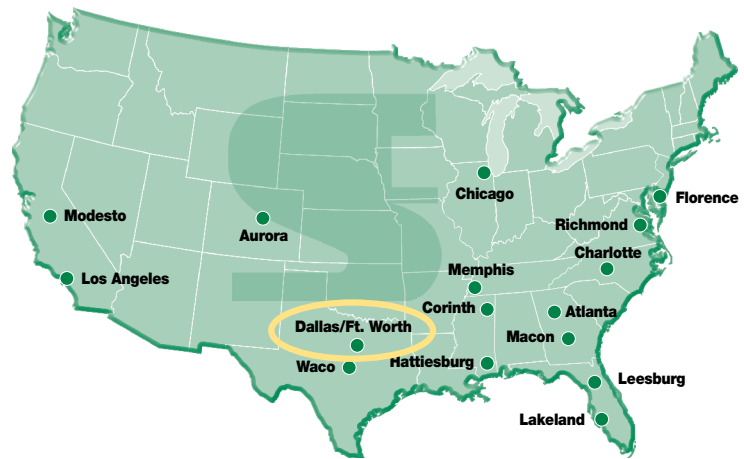 Chicago
Florence
Modesto
Aurora
Richmond
Charlotte
Memphis
Los Angeles
Corinth
Atlanta
Dallas/Ft. Worth
Macon
Waco
Hattiesburg
Leesburg
Lakeland